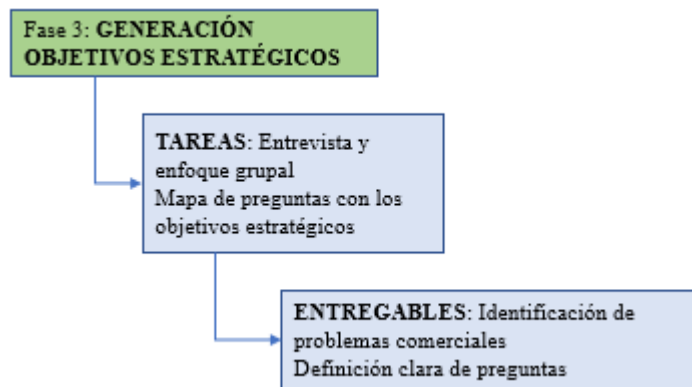 Fase 3: GENERACIÓN
OBJETIVOS ESTRATÉGICOS
TAREAS: Entrevista y
enfoque grupal
Mapa de preguntas con los
objetivos estratégicos
ENTREGABLES: Identificación de
problemas comerciales
Definición clara de preguntas